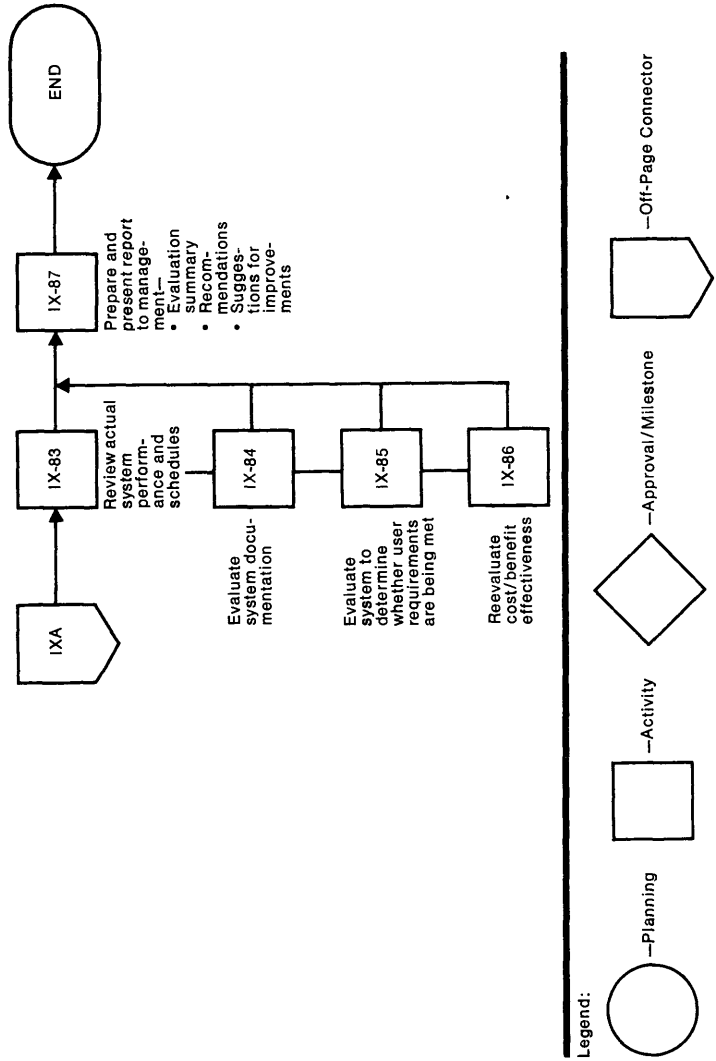 IXA
IX-83
Review actual
system
perform-
ance and
schedules
IX-87
Prepare and
present report
to manage-
ment—
• Evaluation
summary
• Recom-
mendations
• Sugges-
tions for
improve-
ments
END
Evaluate
system docu-
mentation
IX-84
Evaluate
system to
determine
whether user
requirements
are being met
IX-85
Reevaluate
cost/benefit
effectiveness
IX-86
Legend:
—Planning
—Activity
—Approval/Milestone
—Off-Page Connector